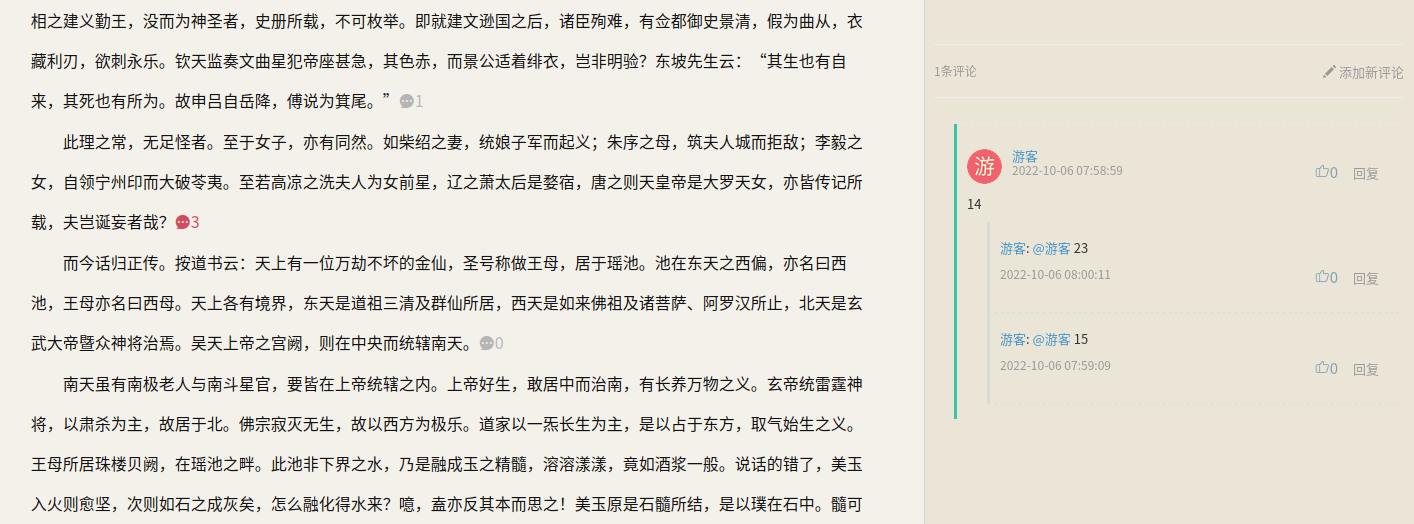 相之建义勤王，没而为神圣者，史册所载，不可枚举。即就建文逊国之后，诸臣殉难，有佥都御史景清，假为曲从，衣
藏利刃，欲刺永乐。钦天监奏文曲星犯帝座甚急，其色赤，而景公适着绯衣，岂非明验？东坡先生云：“其生也有自
来，其死也有所为。故申吕自岳降，傅说为箕尾。” 1
此理之常，无足怪者。至于女子，亦有同然。如柴绍之妻，统娘子军而起义；朱序之母，筑夫人城而拒敌；李毅之
女，自领宁州印而大破苓夷。至若高凉之洗夫人为女前星，辽之萧太后是婺宿，唐之则天皇帝是大罗天女，亦皆传记所
载，夫岂诞妄者哉？ 3
而今话归正传。按道书云：天上有一位万劫不坏的金仙，圣号称做王母，居于瑶池。池在东天之西偏，亦名曰西
池，王母亦名曰西母。天上各有境界，东天是道祖三清及群仙所居，西天是如来佛祖及诸菩萨、阿罗汉所止，北天是玄
武大帝暨众神将治焉。吴天上帝之宫阙，则在中央而统辖南天。 0
南天虽有南极老人与南斗星官，要皆在上帝统辖之内。上帝好生，敢居中而治南，有长养万物之义。玄帝统雷霆神
将，以肃杀为主，故居于北。佛宗寂灭无生，故以西方为极乐。道家以一炁长生为主，是以占于东方，取气始生之义。
王母所居珠楼贝阙，在瑶池之畔。此池非下界之水，乃是融成玉之精髓，溶溶漾漾，竟如酒浆一般。说话的错了，美玉
入火则愈坚，次则如石之成灰矣，怎么融化得水来？噫，盍亦反其本而思之！美玉原是石髓所结，是以璞在石中。髓可
1条评论
添加新评论
游
游客
2022-10-06 07:58:59
0 回复
14
游客: @游客 23
2022-10-06 08:00:11
0 回复
游客: @游客 15
2022-10-06 07:59:09
0 回复